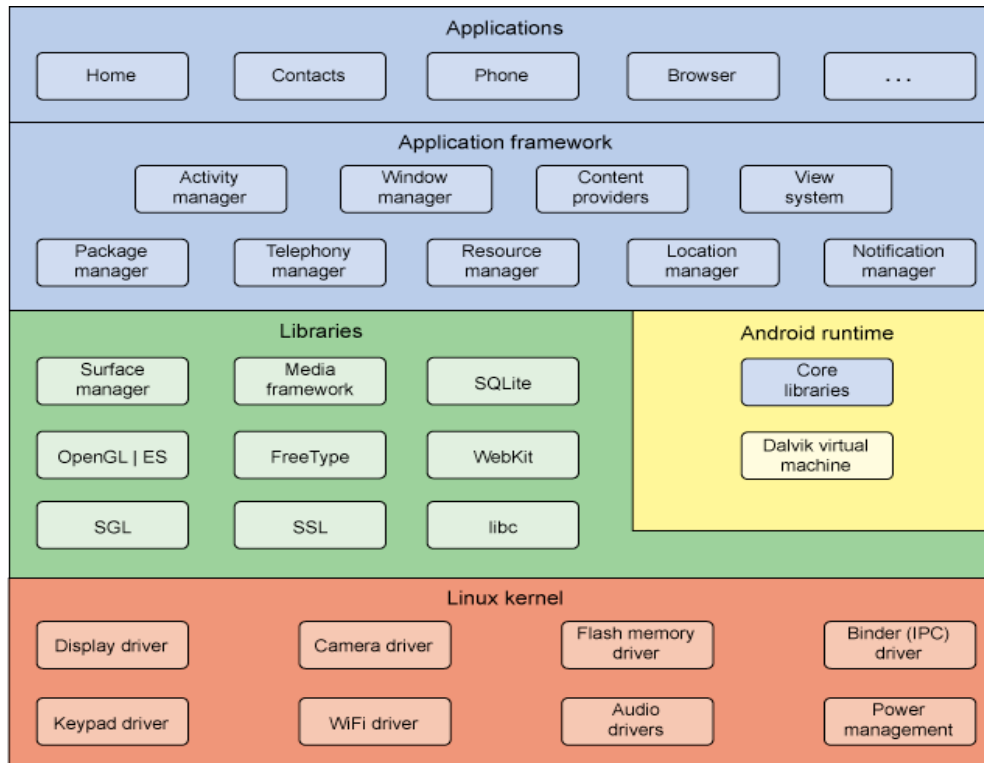 Applications
Home
Contacts
Phone
Browser
...
Application framework
Activity
manager
Window
manager
Content
providers
View
system
Package
manager
Telephony
manager
Resource
manager
Location
manager
Notification
manager
Libraries
Surface
manager
Media
framework
SQLite
OpenGL | ES
FreeType
WebKit
SGL
SSL
libc
Android runtime
Core
libraries
Dalvik virtual
machine
Linux kernel
Display driver
Camera driver
Flash memory
driver
Binder (IPC)
driver
Keypad driver
WiFi driver
Audio
drivers
Power
management